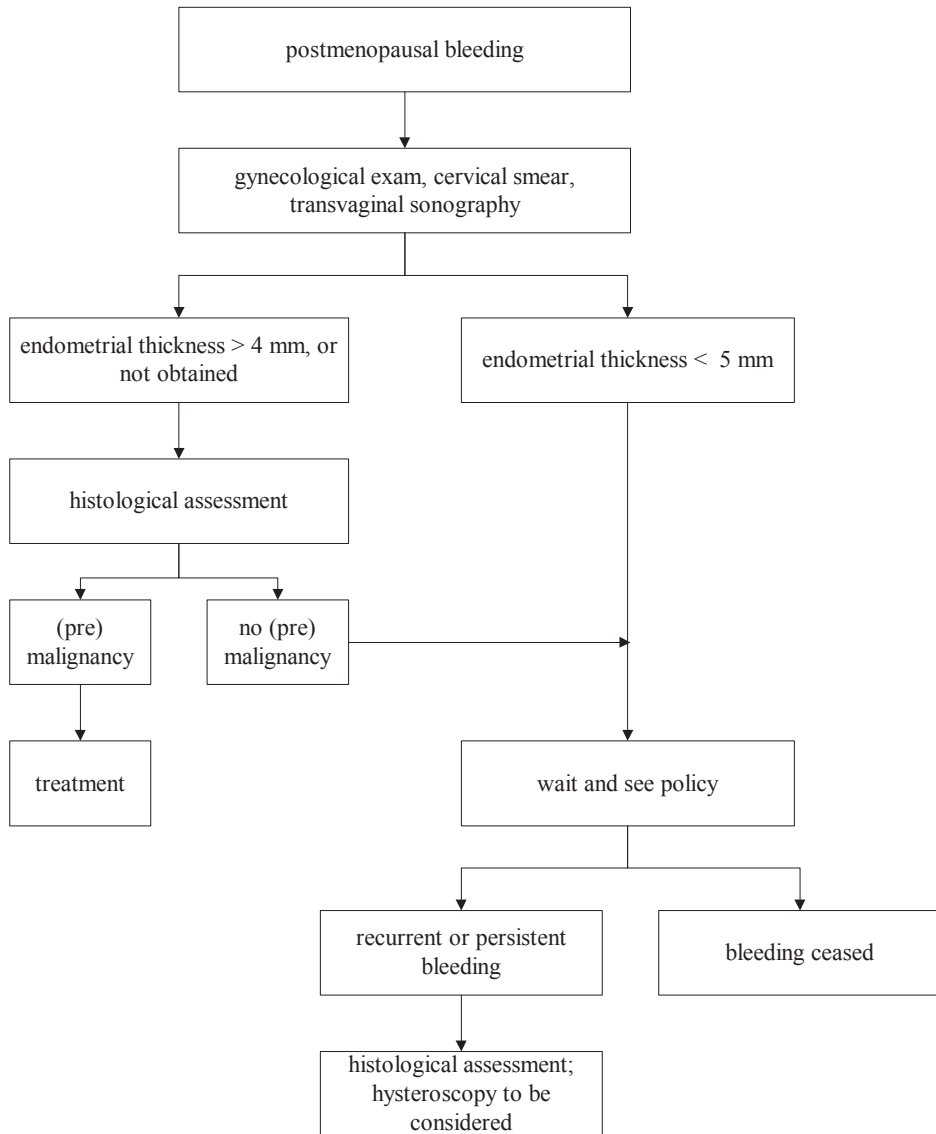 postmenopausal bleeding
gynecological exam, cervical smear,
transvaginal sonography
endometrial thickness > 4 mm, or
not obtained
endometrial thickness < 5 mm
histological assessment
(pre)
malignancy
no (pre)
malignancy
treatment
wait and see policy
recurrent or persistent
bleeding
bleeding ceased
histological assessment;
hysteroscopy to be
considered